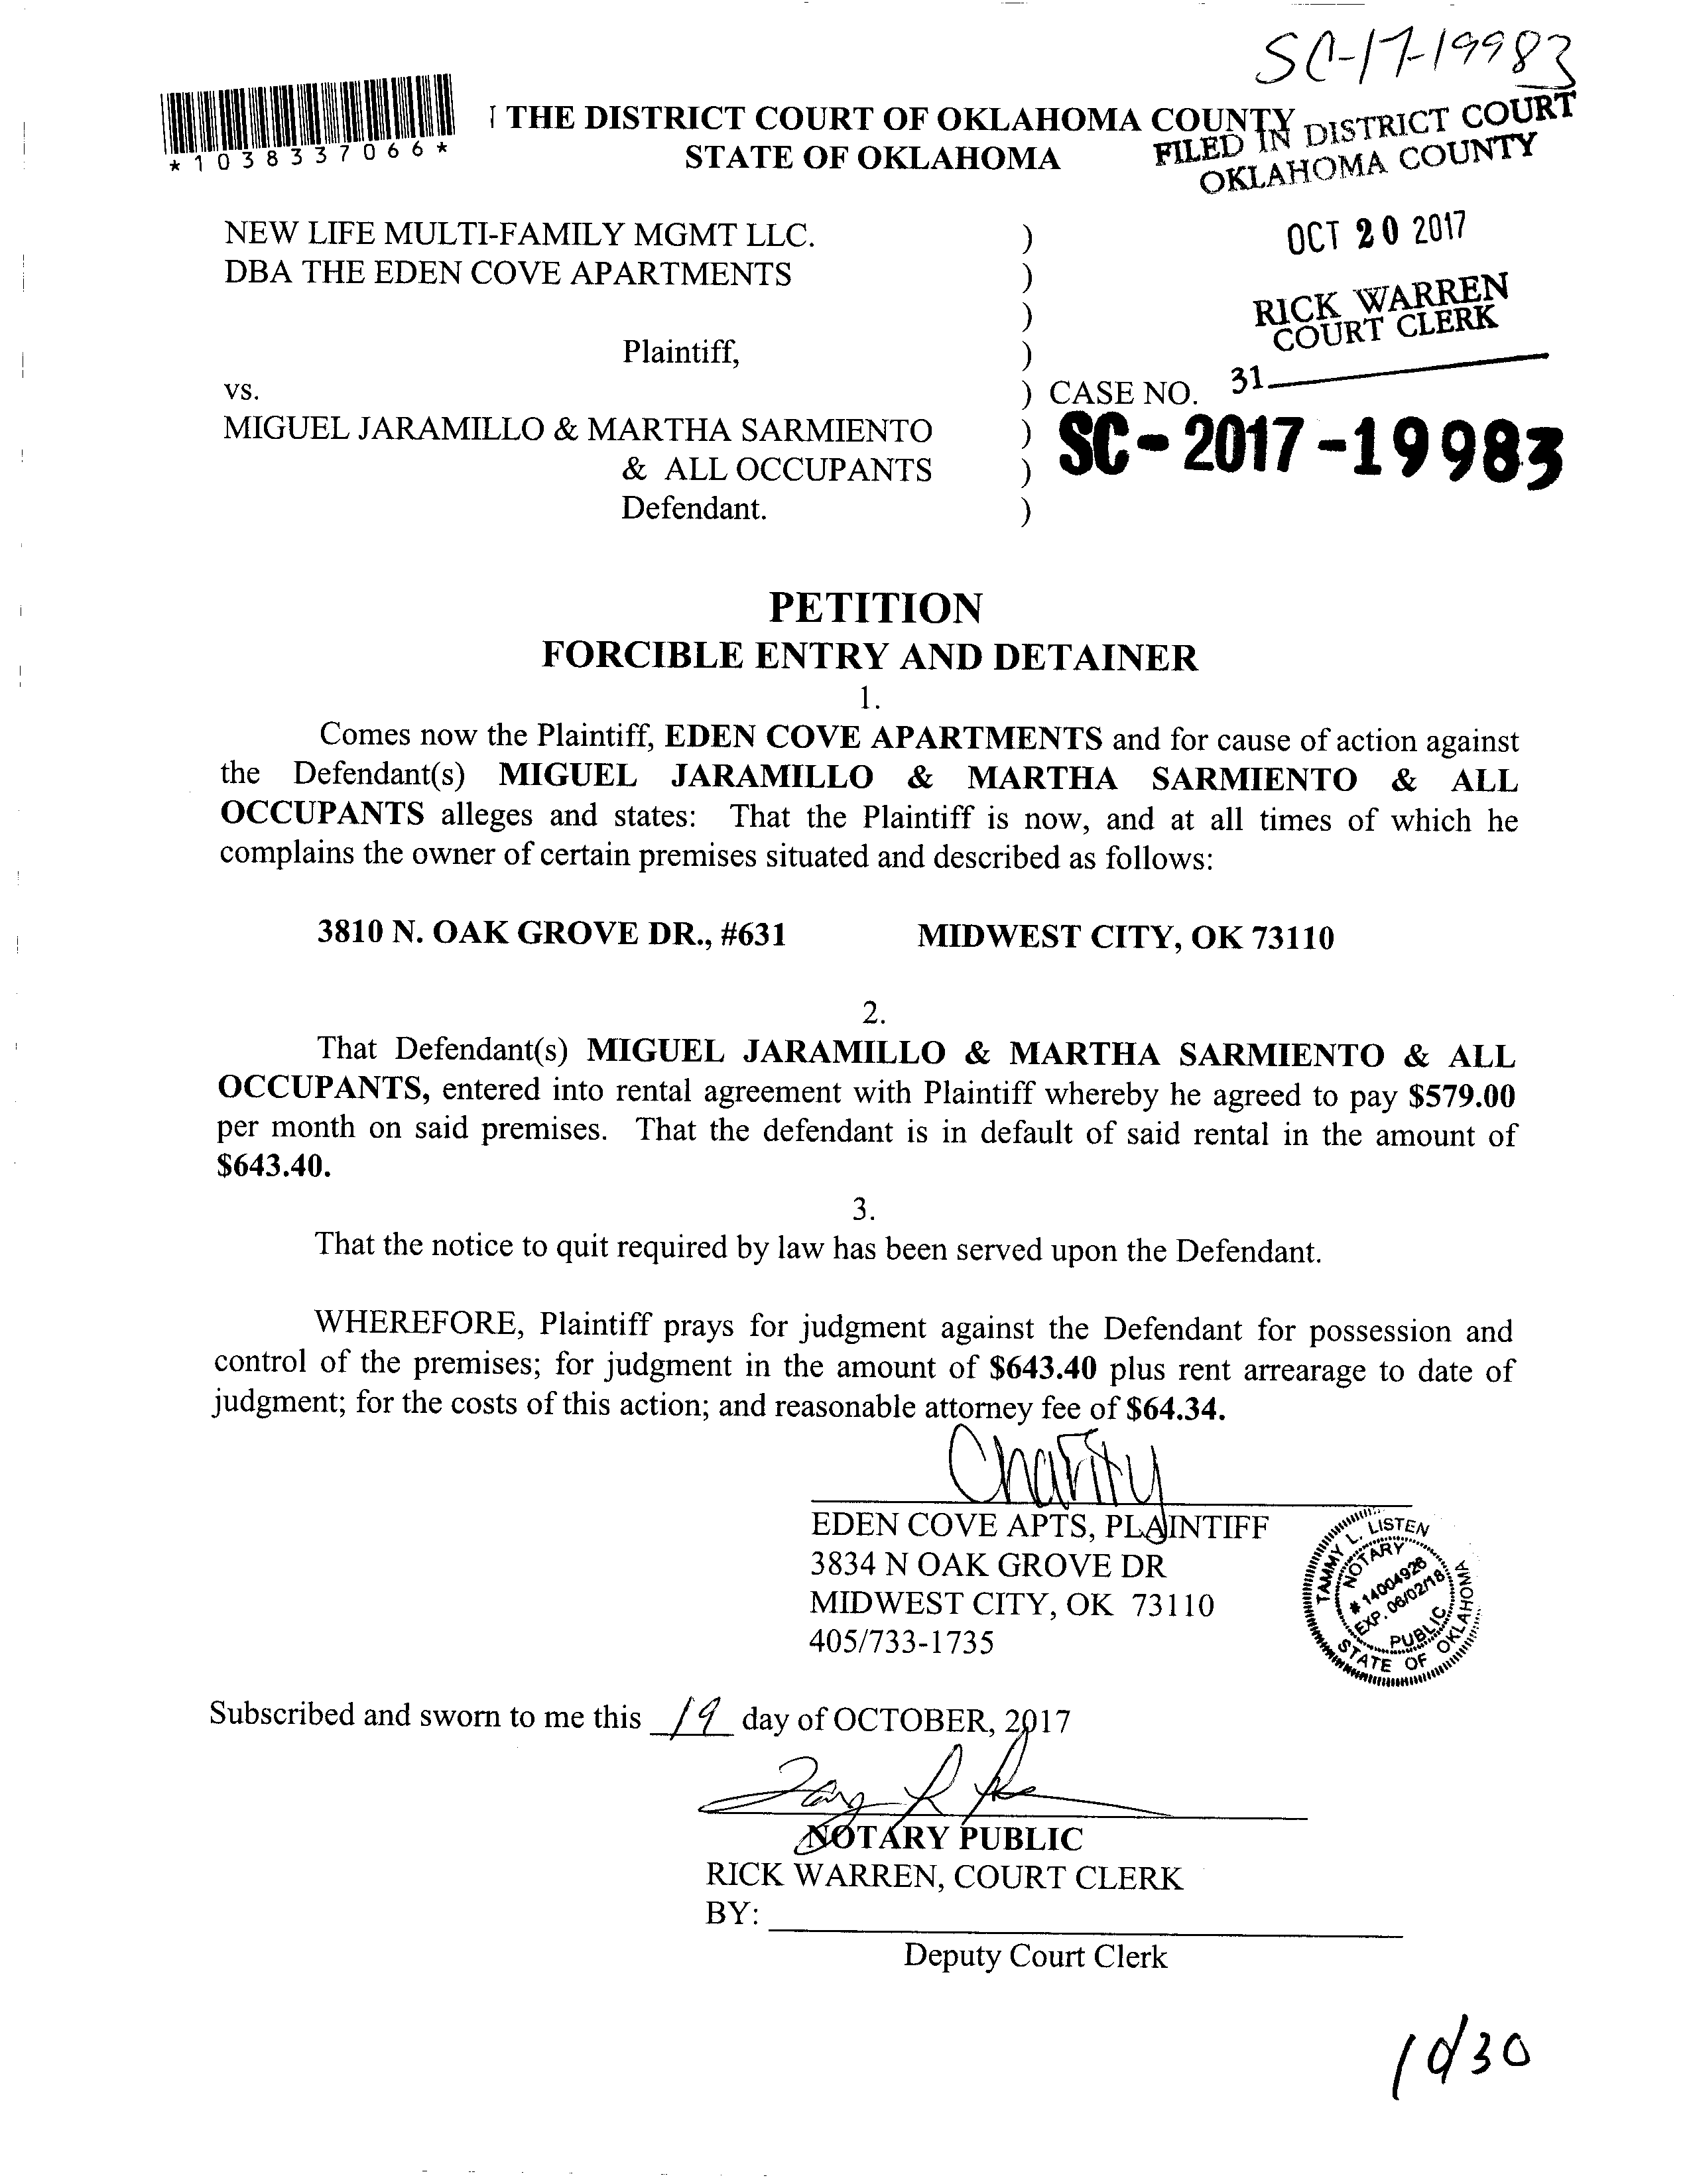 SC-17-19983
*1038337066*
THE DISTRICT COURT OF OKLAHOMA COUNTY
STATE OF OKLAHOMA
FILED IN DISTRICT COURT
OKLAHOMA COUNTY
NEW LIFE MULTI-FAMILY MGMT LLC. )
DBA THE EDEN COVE APARTMENTS )
)
OCT 20 2017
RICK WARREN
COURT CLERK
Plaintiff, )
31
vs. ) CASE NO.
MIGUEL JARAMILLO & MARTHA SARMIENTO ) SC-2017-19983
& ALL OCCUPANTS )
Defendant. )
PETITION
FORCIBLE ENTRY AND DETAINER
1.
Comes now the Plaintiff, EDEN COVE APARTMENTS and for cause of action against
the Defendant(s) MIGUEL JARAMILLO & MARTHA SARMIENTO & ALL
OCCUPANTS alleges and states: That the Plaintiff is now, and at all times of which he
complains the owner of certain premises situated and described as follows:
3810 N. OAK GROVE DR., #631 MIDWEST CITY, OK 73110
2.
That Defendant(s) MIGUEL JARAMILLO & MARTHA SARMIENTO & ALL
OCCUPANTS, entered into rental agreement with Plaintiff whereby he agreed to pay $579.00
per month on said premises. That the defendant is in default of said rental in the amount of
$643.40.
3.
That the notice to quit required by law has been served upon the Defendant.
WHEREFORE, Plaintiff prays for judgment against the Defendant for possession and
control of the premises; for judgment in the amount of $643.40 plus rent arrearage to date of
judgment; for the costs of this action; and reasonable attorney fee of $64.34.
Charity
EDEN COVE APTS, PLAINTIFF
3834 N OAK GROVE DR
MIDWEST CITY, OK 73110
405/733-1735
TAMMY L. LISTEN
NOTARY
# 14004926
EXP. 06/02/18
PUBLIC
STATE OF OKLAHOMA
Subscribed and sworn to me this 19 day of OCTOBER, 2017
NOTARY PUBLIC
RICK WARREN, COURT CLERK
BY:
Deputy Court Clerk
10/30